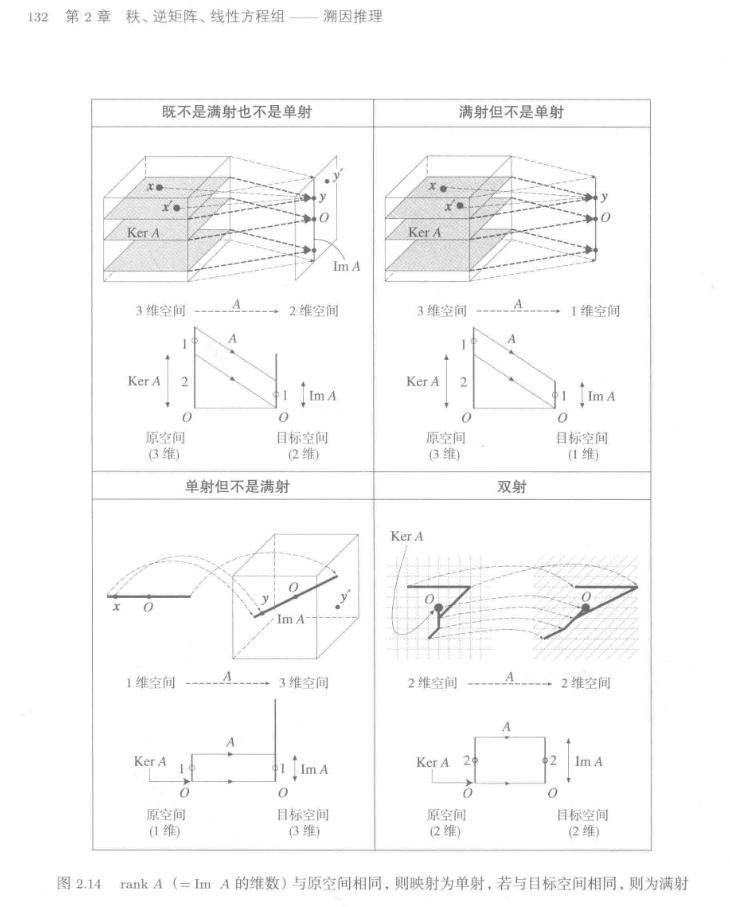 132 第 2 章 秩、逆矩阵、线性方程组 —— 溯因推理
既不是满射也不是单射
x
x′
Ker A
y′
y
O
Im A
3 维空间 A 2 维空间
1
A
Ker A 2
1 Im A
O O
原空间 目标空间
(3 维) (2 维)
满射但不是单射
x
x′
Ker A
y
O
3 维空间 A 1 维空间
1
A
Ker A 2
1 Im A
O O
原空间 目标空间
(3 维) (1 维)
单射但不是满射
x O
O
y
y′
Im A
1 维空间 A 3 维空间
A
Ker A 1
1 Im A
O O
原空间 目标空间
(1 维) (3 维)
双射
Ker A
O O
2 维空间 A 2 维空间
A
Ker A 2
2 Im A
O O
原空间 目标空间
(2 维) (2 维)
图 2.14 rank A (= Im A 的维数) 与原空间相同,则映射为单射,若与目标空间相同,则为满射